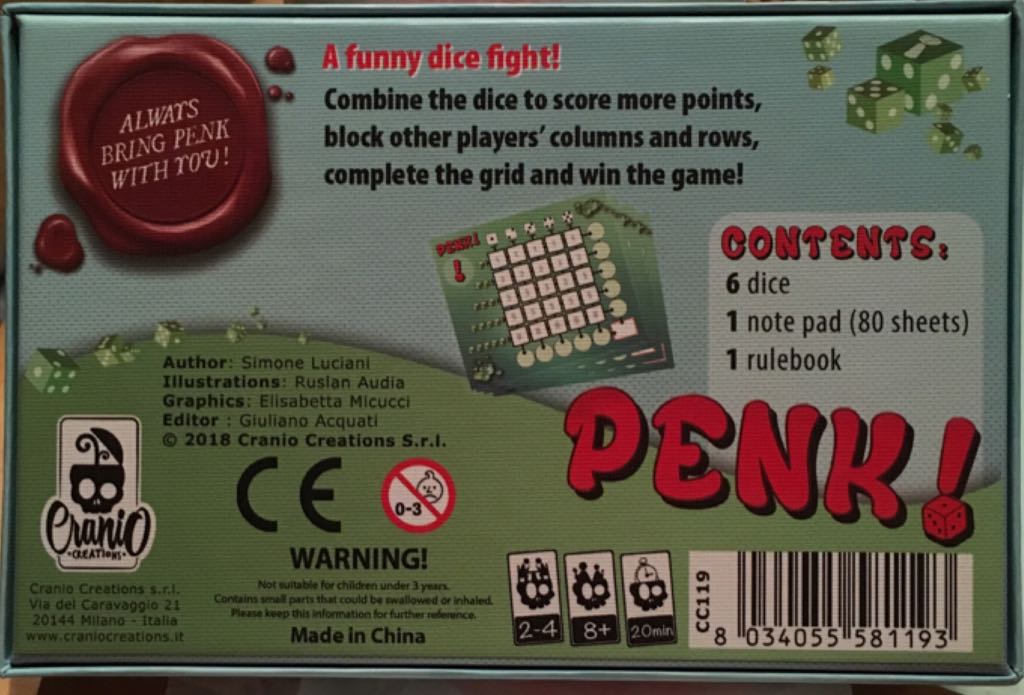 ALWAYS
BRING PENK
WITH YOU!
A funny dice fight!
Combine the dice to score more points,
block other players' columns and rows,
complete the grid and win the game!
PENK!
!
CONTENTS:
6 dice
1 note pad (80 sheets)
1 rulebook
Author: Simone Luciani
Illustrations: Ruslan Audia
Graphics: Elisabetta Micucci
Editor : Giuliano Acquati
© 2018 Cranio Creations S.r.l.
PENK!
CE
0-3
CraniO
CREATIONS
WARNING!
Not suitable for children under 3 years.
Contains small parts that could be swallowed or inhaled.
Please keep this information for further reference.
Made in China
Cranio Creations s.r.l.
Via del Caravaggio 21
20144 Milano - Italia
www.craniocreations.it
2-4
8+
20min
CC119
8 034055 581193